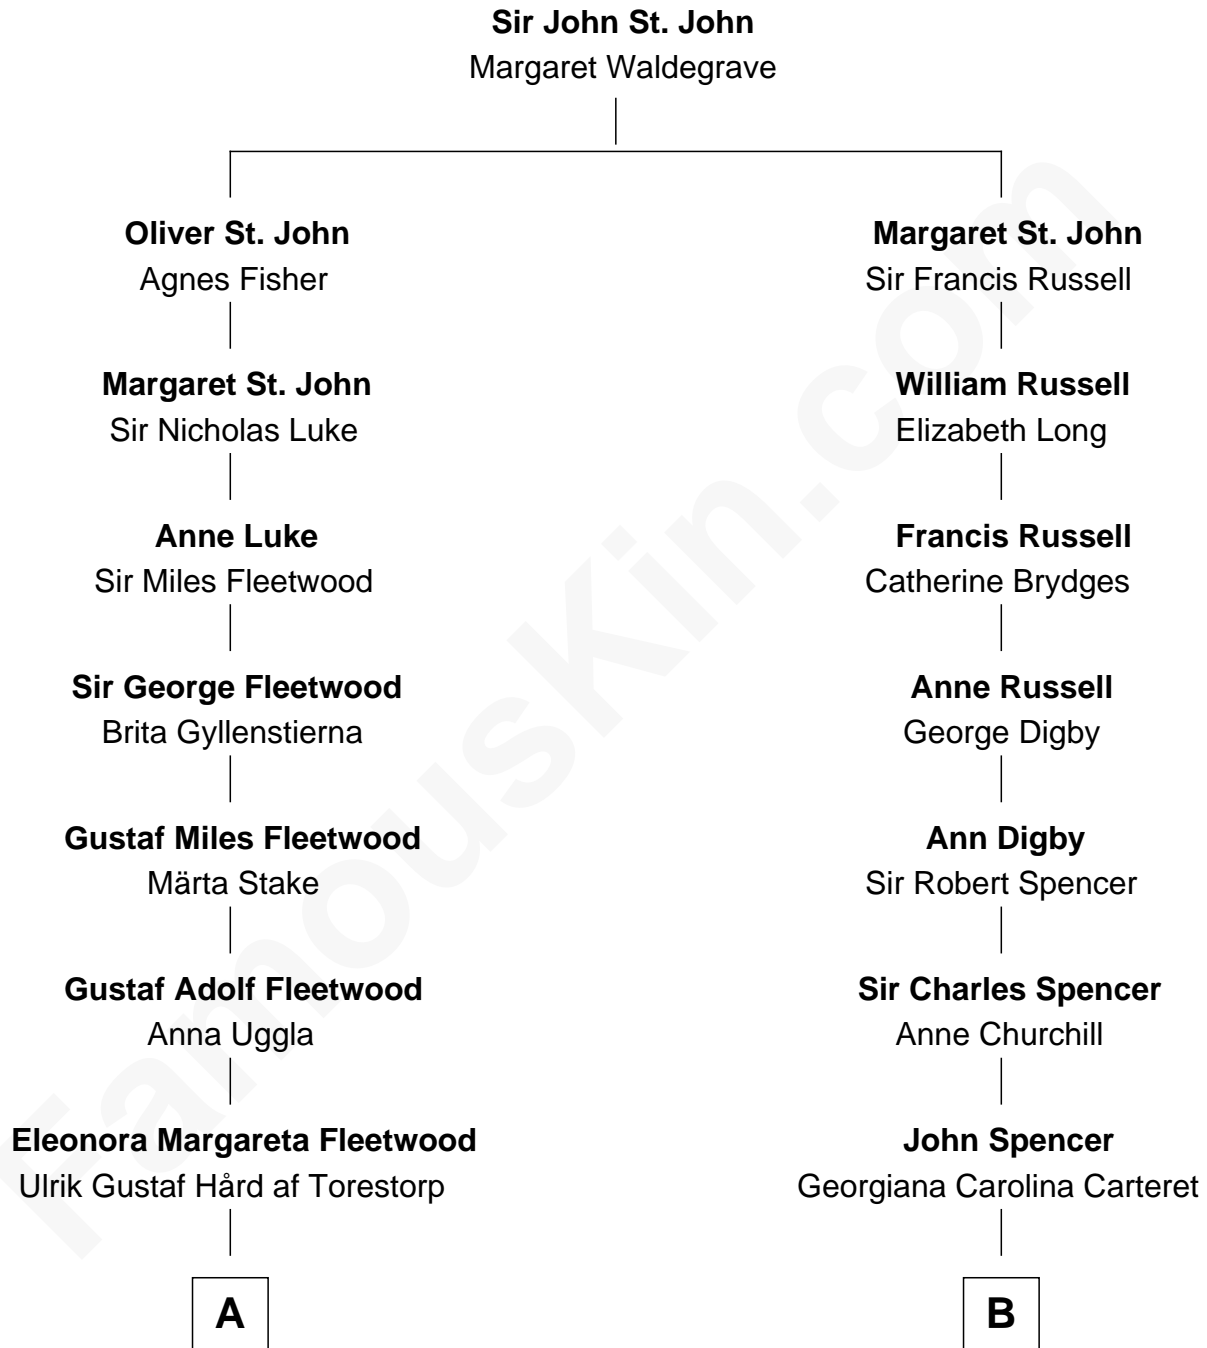 Sir John St. John
Margaret Waldegrave
Oliver St. John
Agnes Fisher
Margaret St. John
Sir Francis Russell
Margaret St. John
Sir Nicholas Luke
William Russell
Elizabeth Long
Anne Luke
Sir Miles Fleetwood
Francis Russell
Catherine Brydges
Sir George Fleetwood
Brita Gyllenstierna
Anne Russell
George Digby
Gustaf Miles Fleetwood
Märta Stake
Ann Digby
Sir Robert Spencer
Gustaf Adolf Fleetwood
Anna Uggla
Sir Charles Spencer
Anne Churchill
Eleonora Margareta Fleetwood
Ulrik Gustaf Hård af Torestorp
John Spencer
Georgiana Carolina Carteret
A
B
FamousKin.com